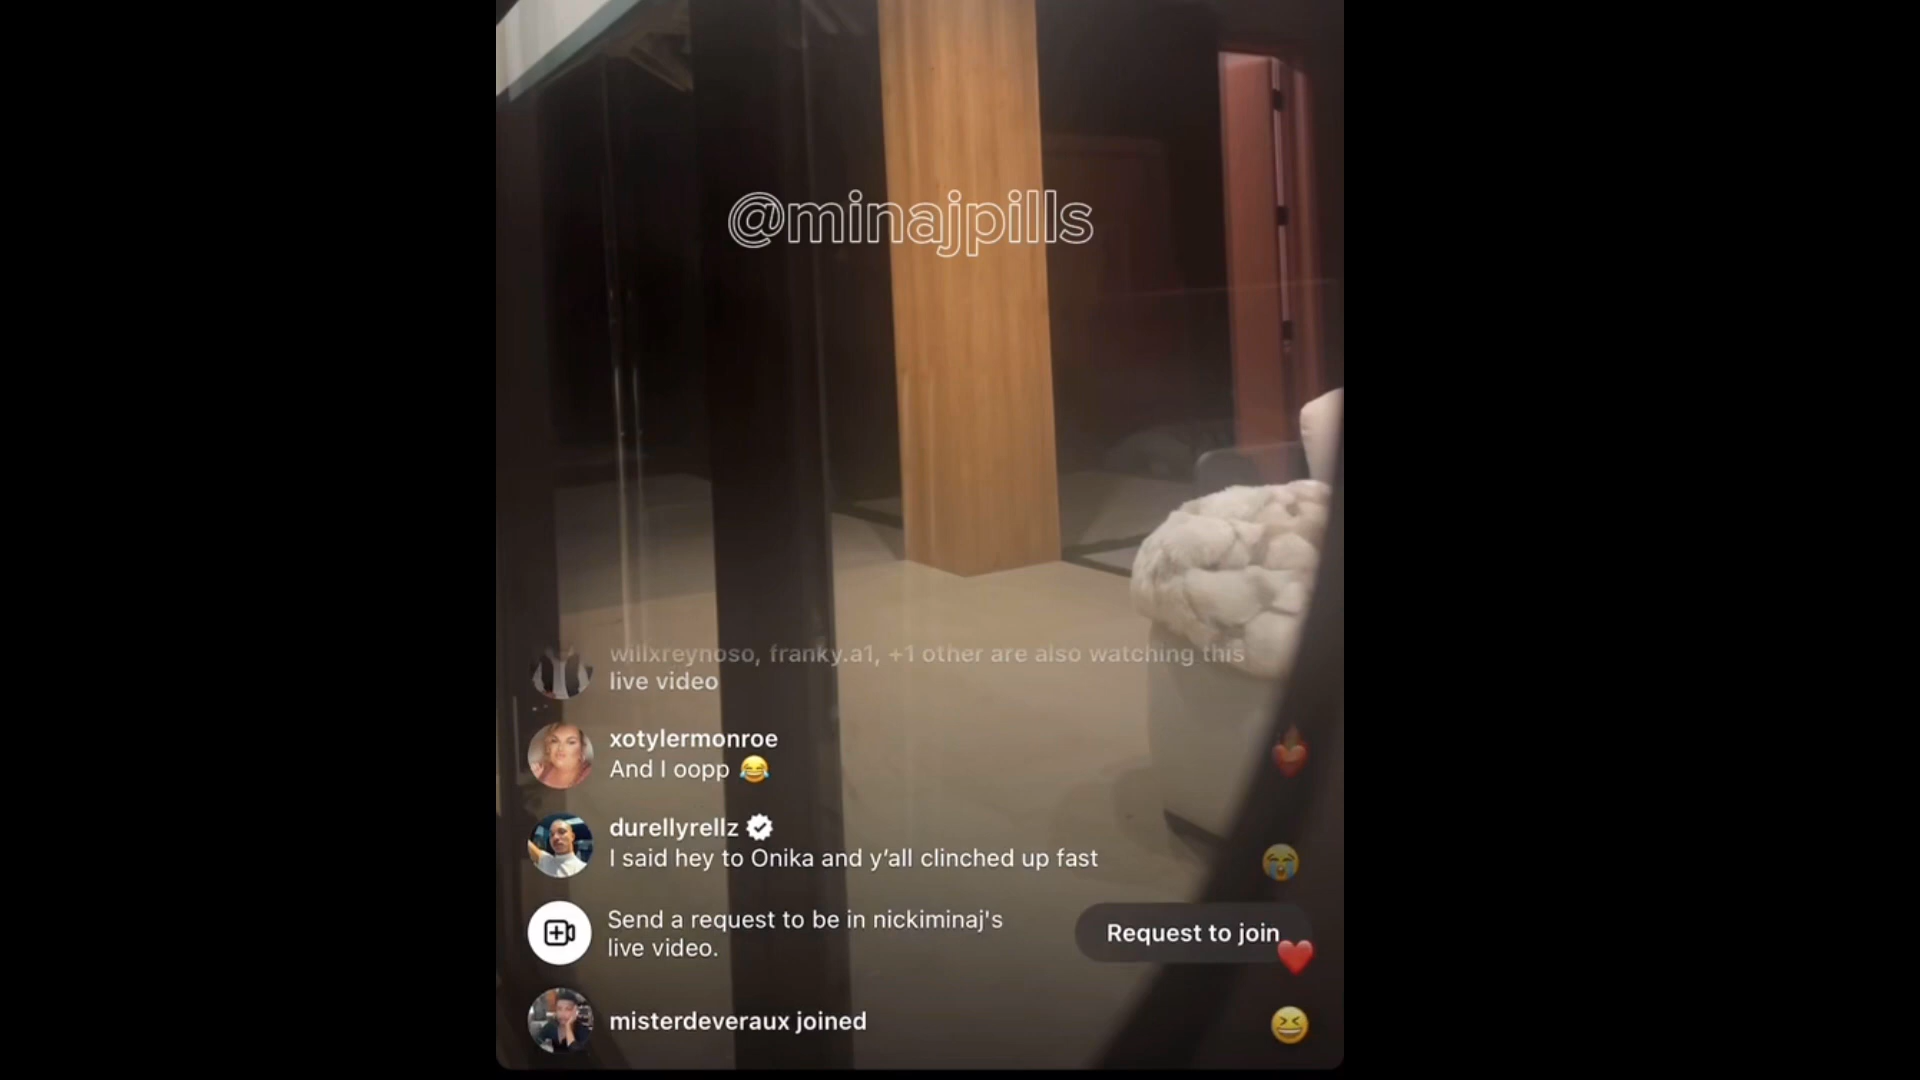 @minajpills
willxreynoso, franky.a1, +1 other are also watching this
live video
xotylermonroe
And I oopp 😂
durellyrellz
I said hey to Onika and y’all clinched up fast
Send a request to be in nickiminaj's
live video.
Request to join
misterdeveraux joined